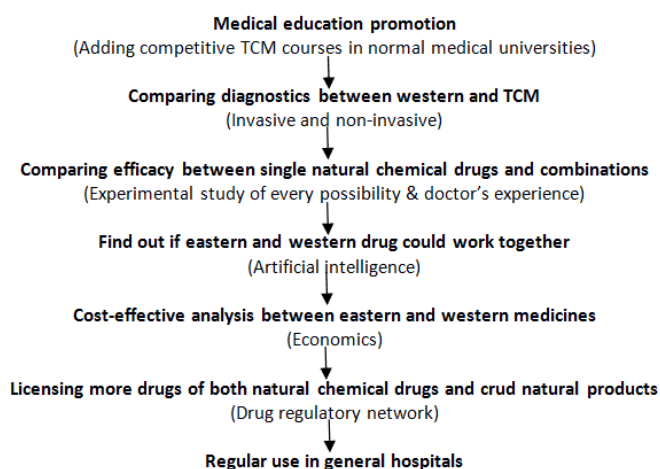 Medical education promotion
(Adding competitive TCM courses in normal medical universities)
Comparing diagnostics between western and TCM
(Invasive and non-invasive)
Comparing efficacy between single natural chemical drugs and combinations
(Experimental study of every possibility & doctor's experience)
Find out if eastern and western drug could work together
(Artificial intelligence)
Cost-effective analysis between eastern and western medicines
(Economics)
Licensing more drugs of both natural chemical drugs and crud natural products
(Drug regulatory network)
Regular use in general hospitals